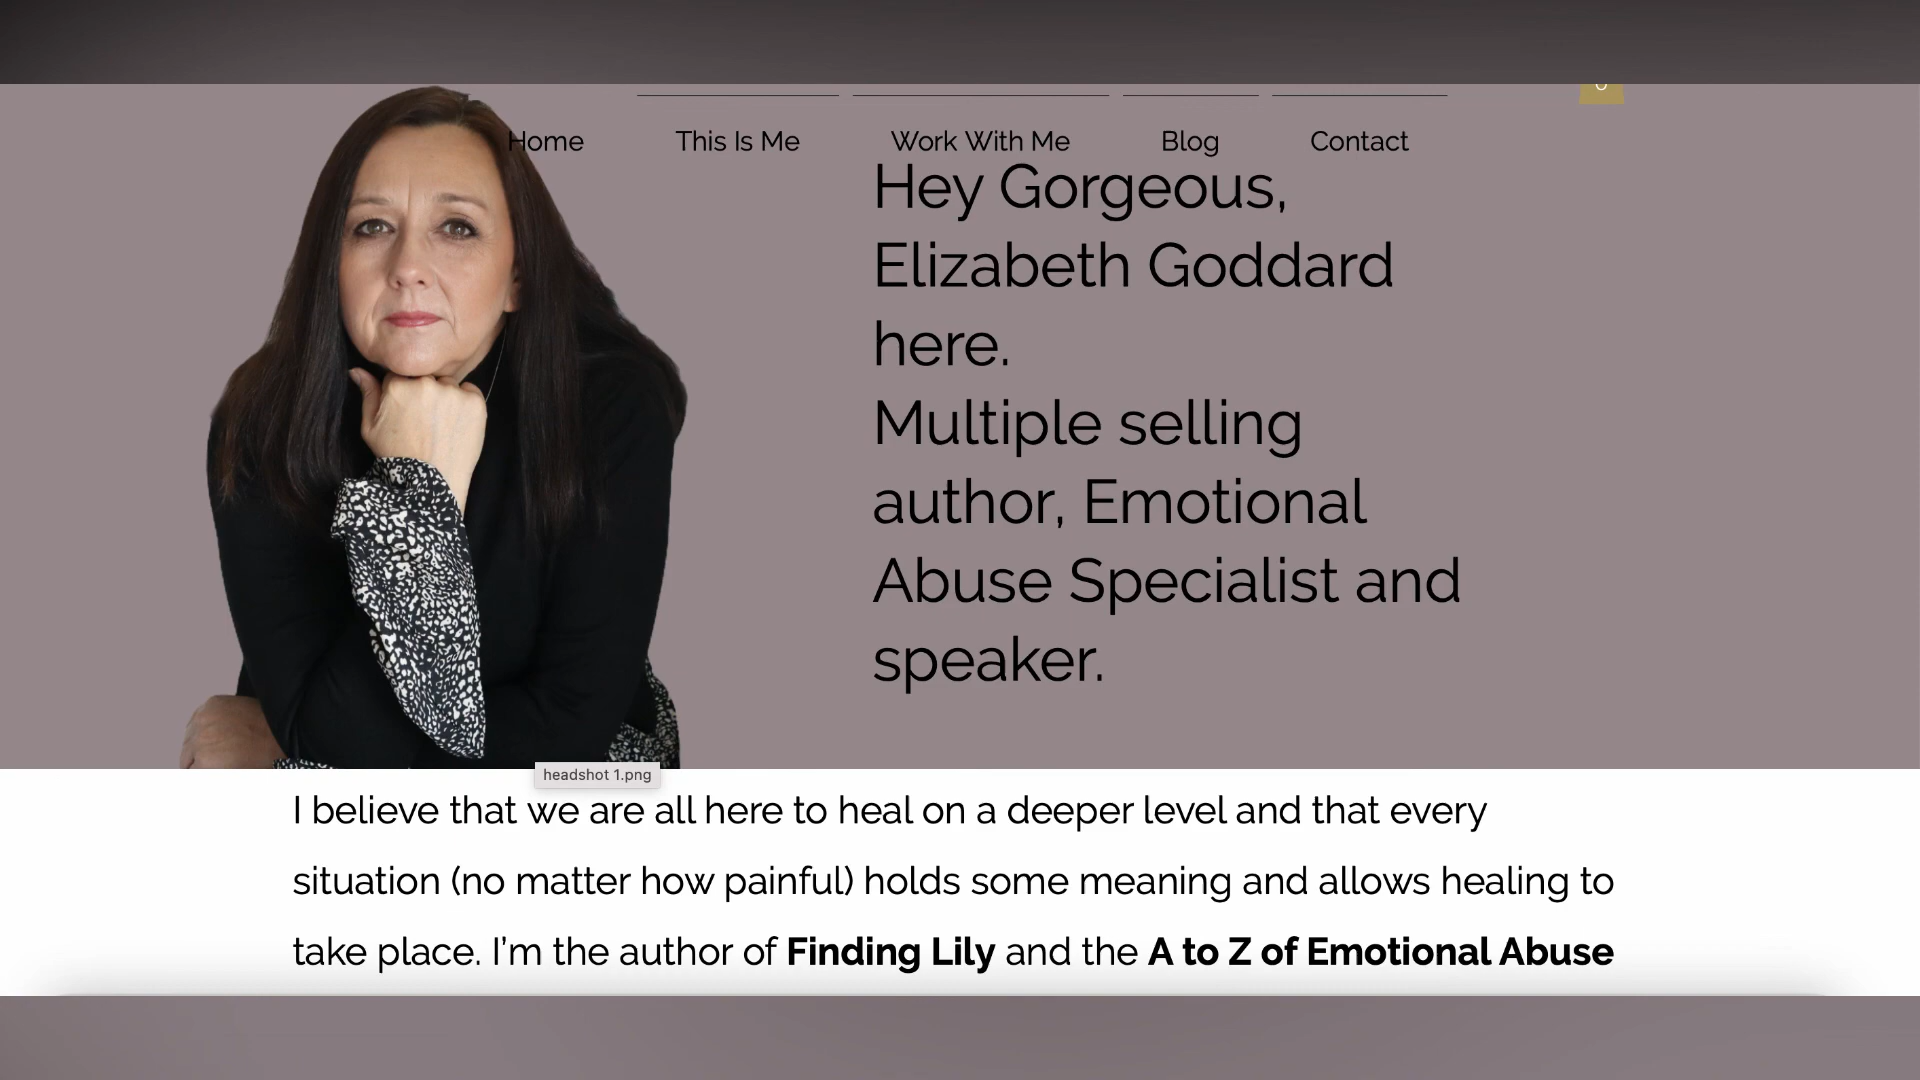 Home
This Is Me
Work With Me
Blog
Contact
Hey Gorgeous,
Elizabeth Goddard
here.
Multiple selling
author, Emotional
Abuse Specialist and
speaker.
headshot 1.png
I believe that we are all here to heal on a deeper level and that every
situation (no matter how painful) holds some meaning and allows healing to
take place. I’m the author of Finding Lily and the A to Z of Emotional Abuse